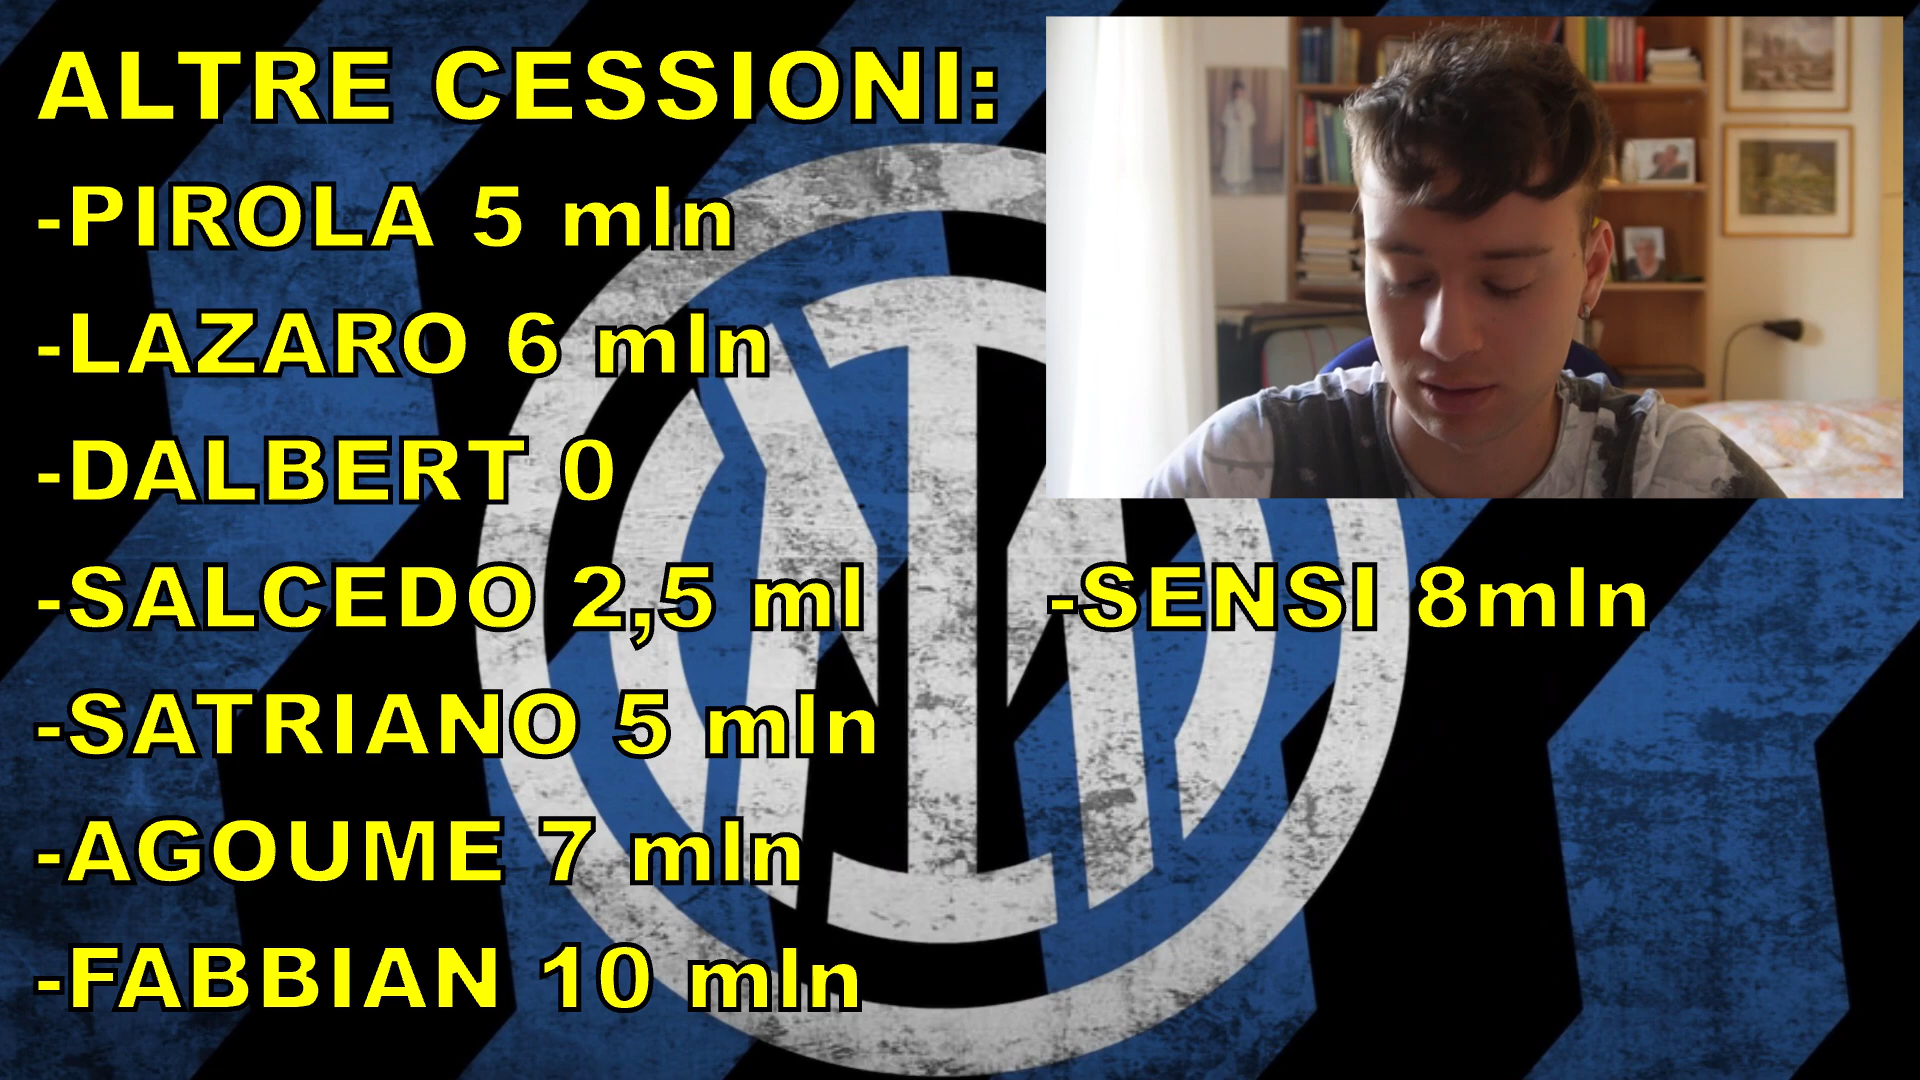 ALTRE CESSIONI:
-PIROLA 5 mln
-LAZARO 6 mln
-DALBERT 0
-SALCEDO 2,5 ml
-SENSI 8mln
-SATRIANO 5 mln
-AGOUME 7 mln
-FABBIAN 10 mln